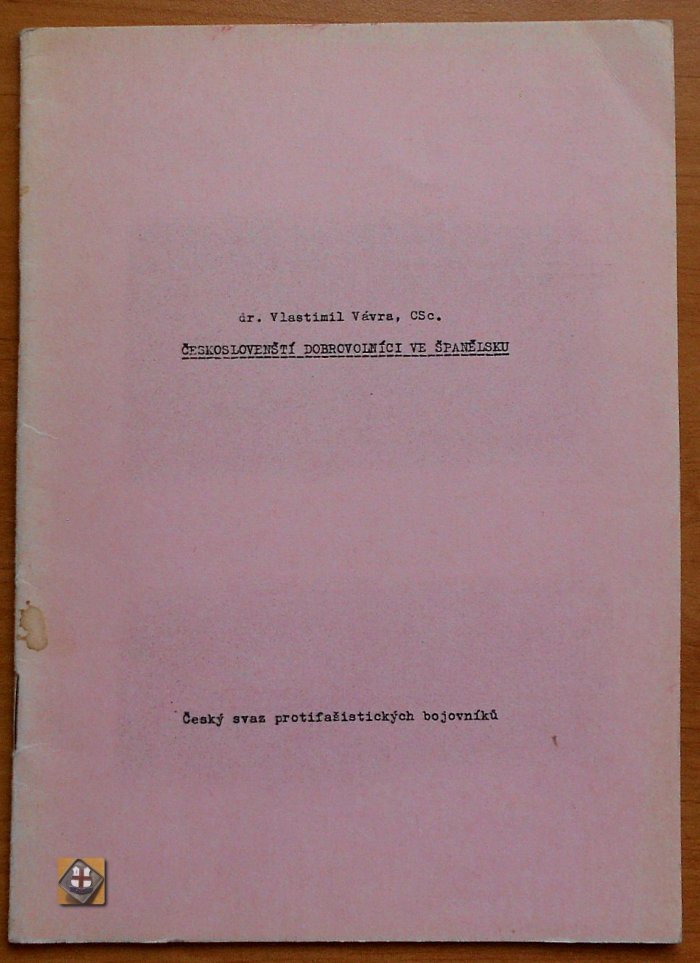 dr. Vlastimil Vávra, CSc.
ČESKOSLOVENŠTÍ DOBROVOLNÍCI VE ŠPANĚLSKU
Český svaz protifašistických bojovníků